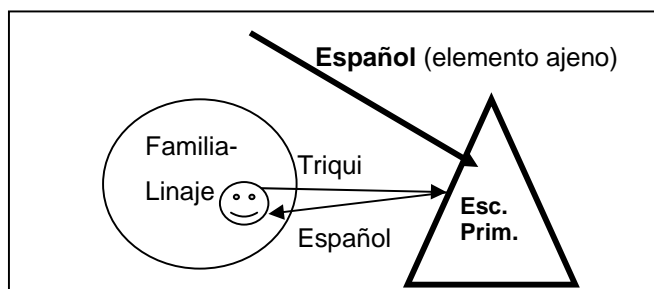 Español (elemento ajeno)
Familia-
Linaje
Triqui
Español
Esc.
Prim.